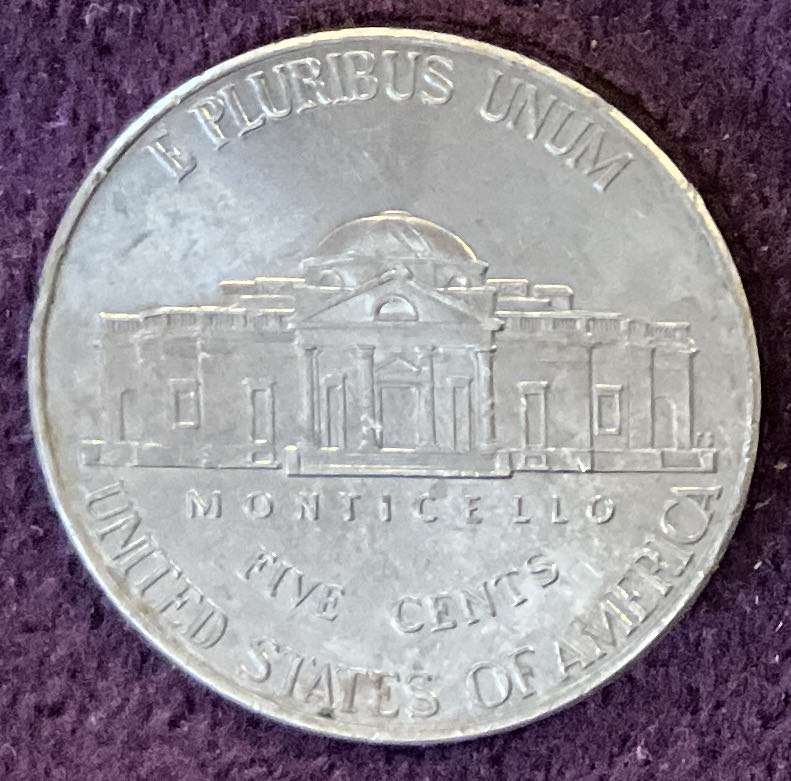 E PLURIBUS UNUM
MONTICELLO
FIVE CENTS
UNITED STATES OF AMERICA